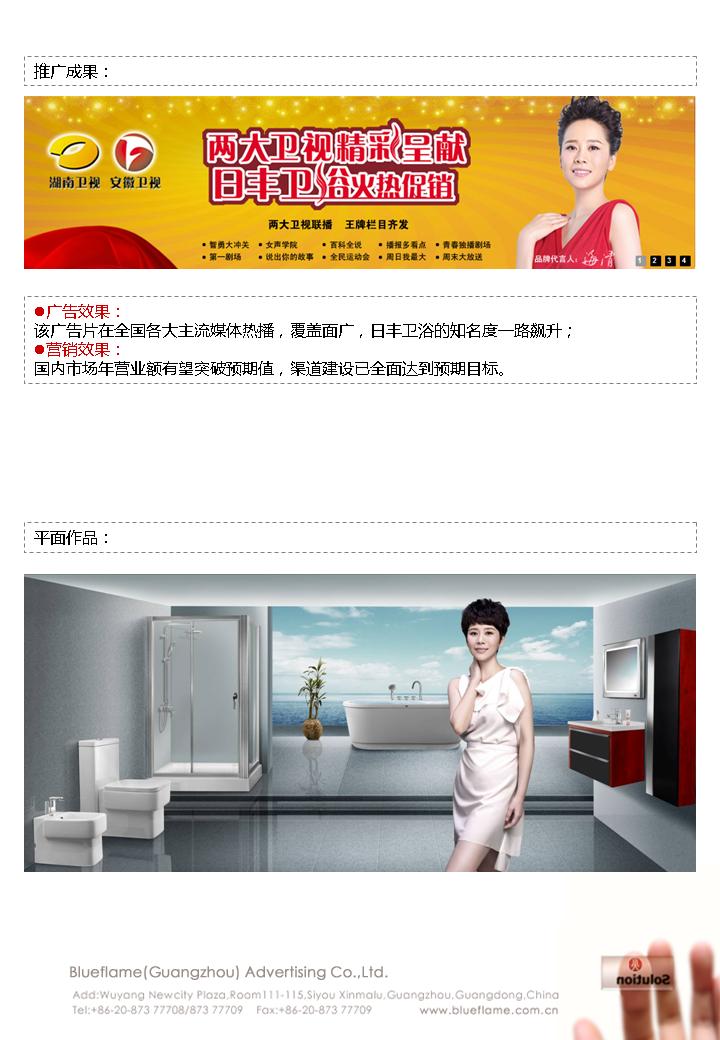 推广成果：
湖南卫视 安徽卫视
两大卫视精彩呈献
日丰卫浴火热促销
两大卫视联播 王牌栏目齐发
• 智勇大冲关 • 女声学院 • 百科全说 • 播报多看点 • 青春独播剧场
• 第一剧场 • 说出你的故事 • 全民运动会 • 周日我最大 • 周末大放送
品牌代言人：海清
1 2 3 4
●广告效果：
该广告片在全国各大主流媒体热播，覆盖面广，日丰卫浴的知名度一路飙升；
●营销效果：
国内市场年营业额有望突破预期值，渠道建设已全面达到预期目标。
平面作品：
Blueflame(Guangzhou) Advertising Co.,Ltd.
Add:Wuyang Newcity Plaza,Room111-115,Siyou Xinmalu,Guangzhou,Guangdong,China
Tel:+86-20-873 77708/873 77709 Fax:+86-20-873 77709 www.blueflame.com.cn
Solution